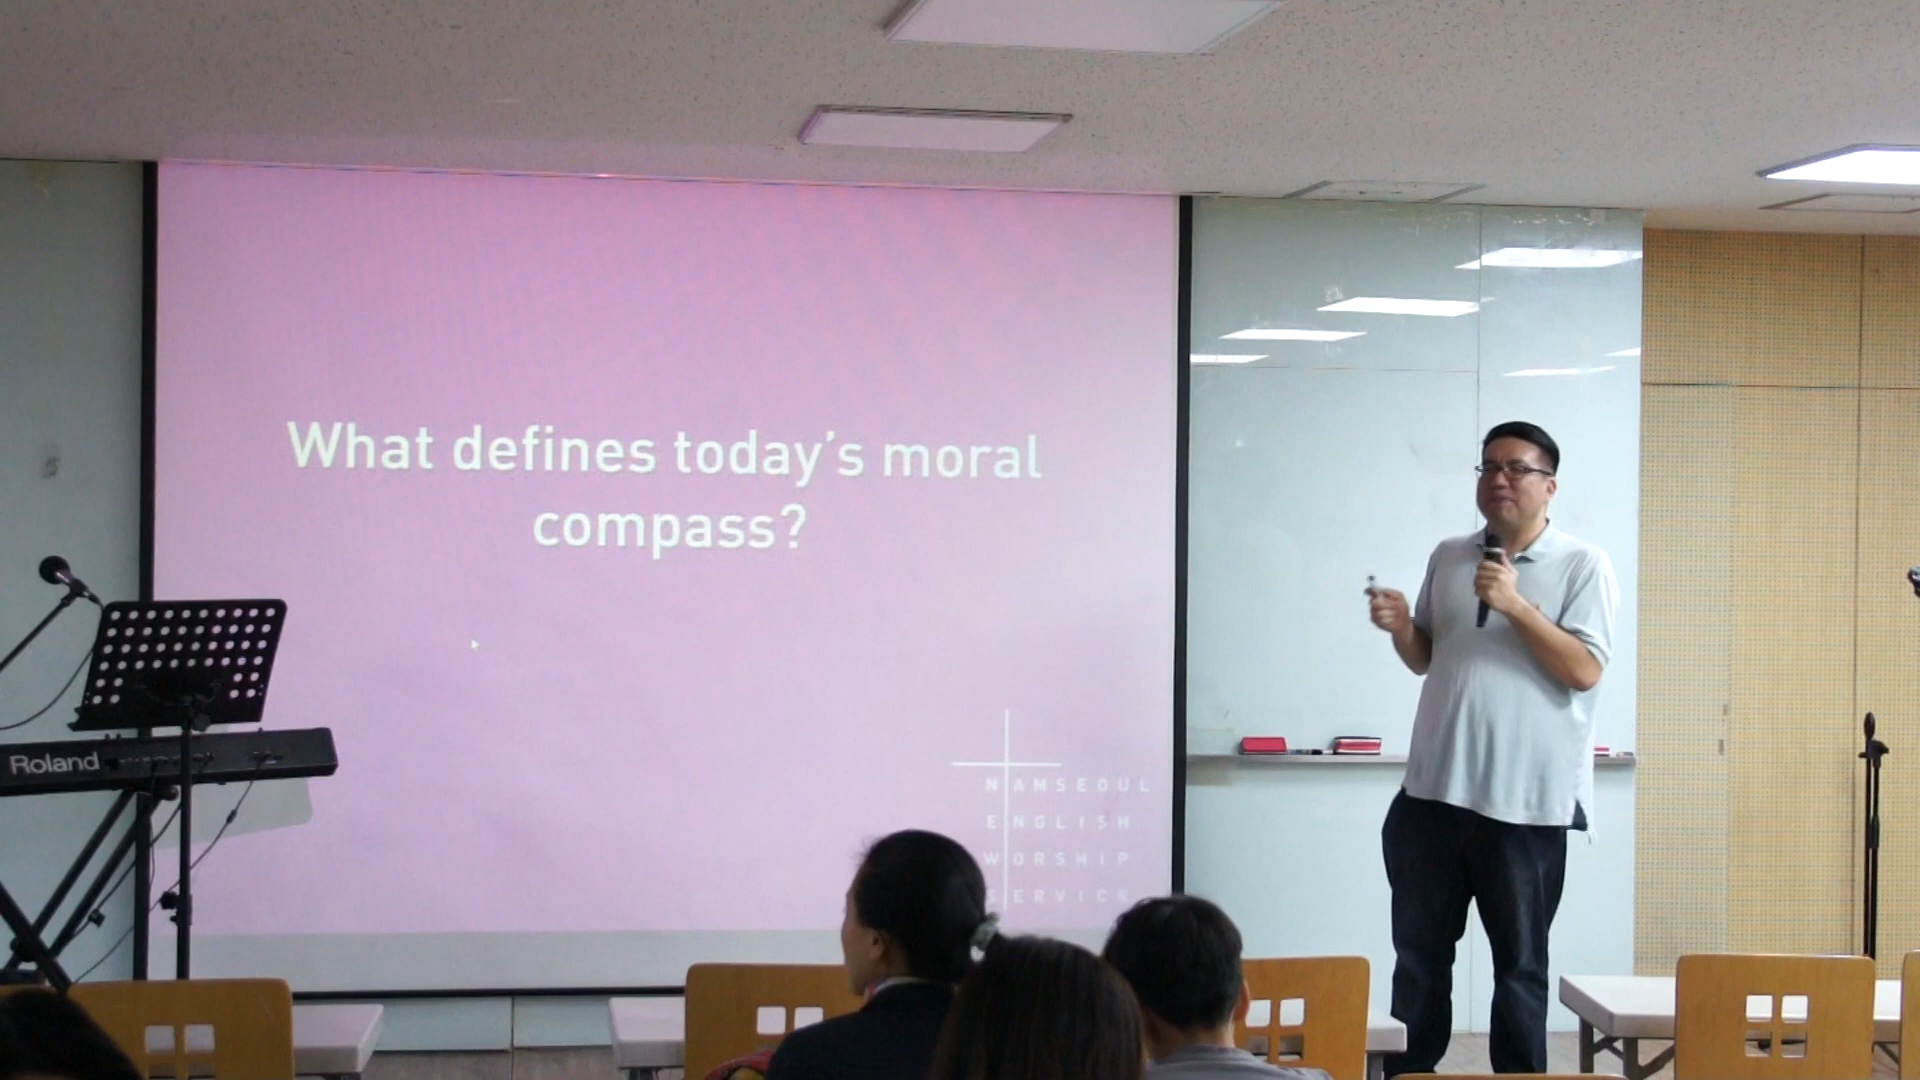 What defines today's moral
compass?
NAMSEOUL
ENGLISH
WORSHIP
SERVICE
Roland